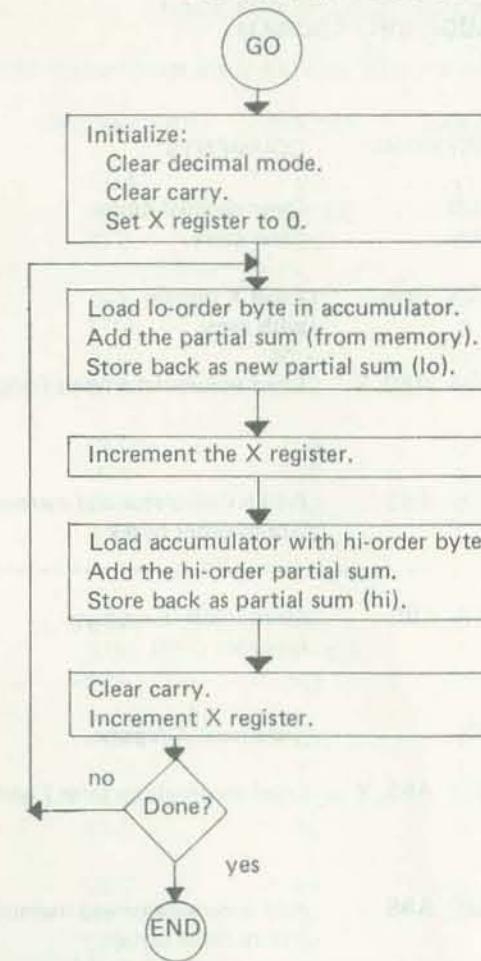 GO
Initialize:
Clear decimal mode.
Clear carry.
Set X register to 0.
Load lo-order byte in accumulator.
Add the partial sum (from memory).
Store back as new partial sum (lo).
Increment the X register.
Load accumulator with hi-order byte
Add the hi-order partial sum.
Store back as partial sum (hi).
Clear carry.
Increment X register.
no
Done?
yes
END